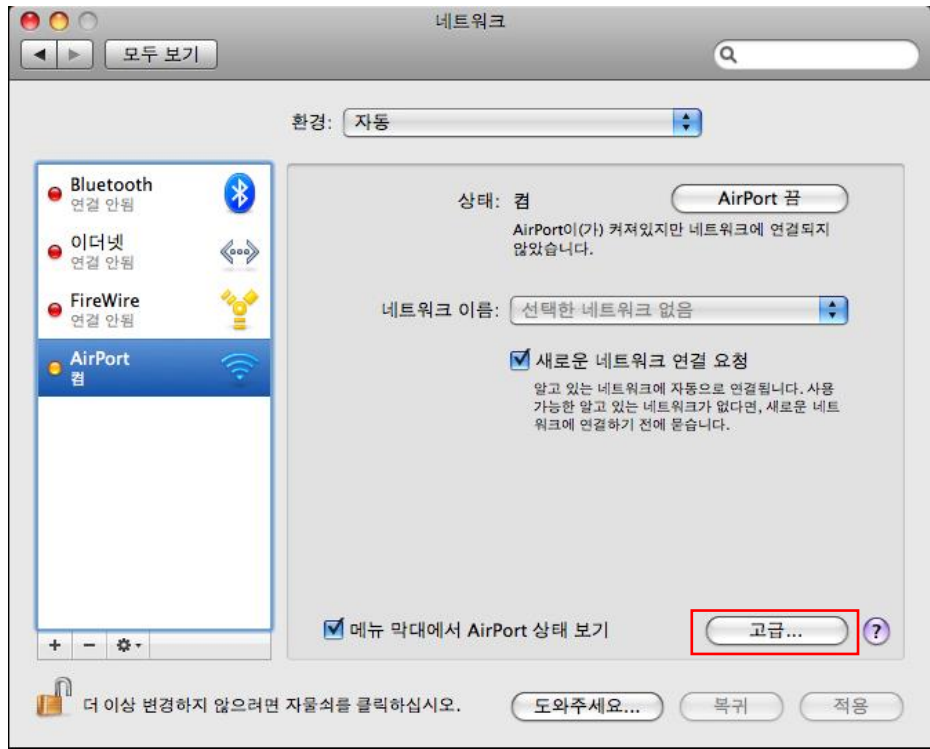 네트워크
모두 보기
환경: 자동
Bluetooth
연결 안됨
이더넷
연결 안됨
FireWire
연결 안됨
AirPort
켬
상태: 켬
AirPort 끔
AirPort이(가) 켜져있지만 네트워크에 연결되지
않았습니다.
네트워크 이름: 선택한 네트워크 없음
새로운 네트워크 연결 요청
알고 있는 네트워크에 자동으로 연결됩니다. 사용
가능한 알고 있는 네트워크가 없다면, 새로운 네트
워크에 연결하기 전에 묻습니다.
메뉴 막대에서 AirPort 상태 보기
고급...
?
더 이상 변경하지 않으려면 자물쇠를 클릭하십시오.
도와주세요...
복귀
적용